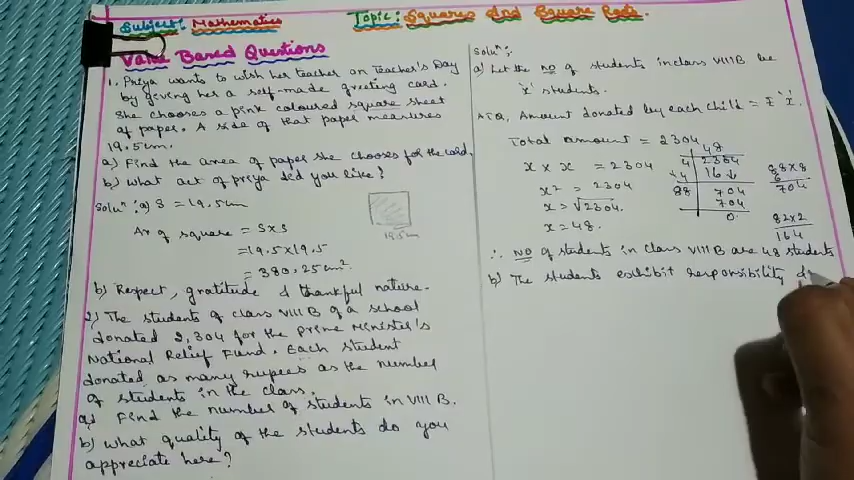 Subject: Mathematics
Topic: Squares and Square Roots.
Value Based Questions
1. Priya wants to wish her teacher on Teacher's Day
by giving her a self-made greeting card.
She chooses a pink coloured square sheet
of paper. A side of that paper measures
19.5cm.
a) Find the area of paper she chooses for the card.
b) What act of priya did you like?
Soluⁿ: a) S = 19.5cm
19.5cm
Ar of square = S×S
= 19.5×19.5
= 380.25cm².
b) Respect, gratitude & thankful nature.
2) The students of class VIII B of a school
donated 2,304 for the Prime Minister's
National Relief Fund. Each student
donated as many rupees as the number
of students in the class.
a) Find the number of students in VIII B.
b) What quality of the students do you
appreciate here?
Soluⁿ:
a) Let the no of students in class VIII B be
'x' students.
ATQ, Amount donated by each child = ₹ 'x'.
Total amount = 2304
x × x = 2304
x² = 2304
x = √2304.
x = 48.
48
4 2304
+4 16↓
88 704
704
0
88×8
6
704
82×2
164
∴ no of students in class VIII B are 48 students
b) The students exhibit responsibility